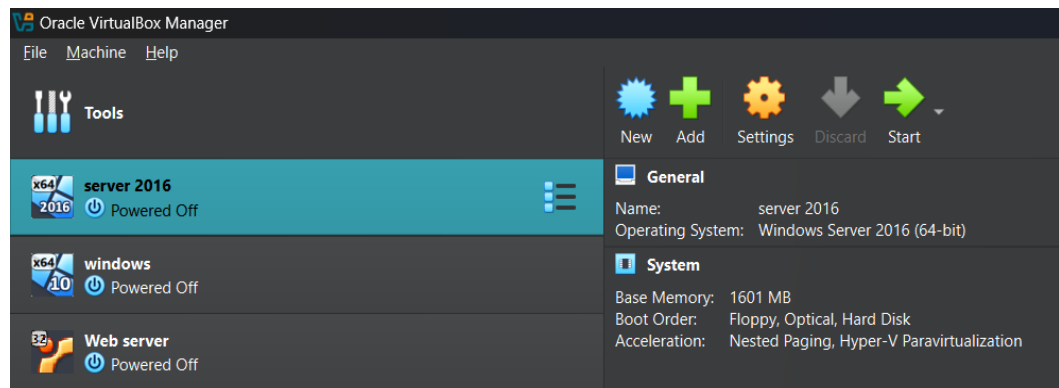 Oracle VirtualBox Manager
File Machine Help
Tools
New Add Settings Discard Start
x64 2016 server 2016
Powered Off
General
Name: server 2016
Operating System: Windows Server 2016 (64-bit)
x64 10 windows
Powered Off
System
Base Memory: 1601 MB
Boot Order: Floppy, Optical, Hard Disk
Acceleration: Nested Paging, Hyper-V Paravirtualization
32 Web server
Powered Off